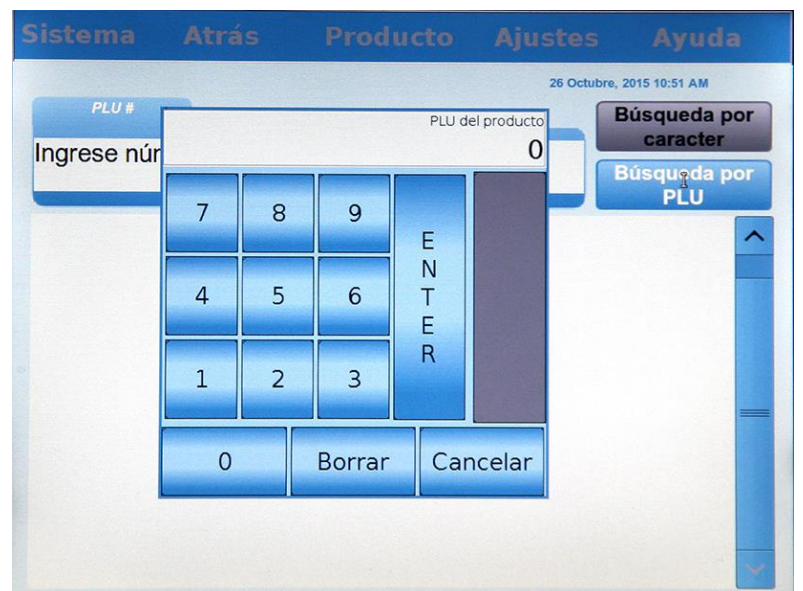 Sistema Atrás Producto Ajustes Ayuda
26 Octubre, 2015 10:51 AM
PLU #
Ingrese núr
PLU del producto
0
Búsqueda por
caracter
Búsqueda por
PLU
7 8 9
4 5 6
1 2 3
ENTER
0 Borrar Cancelar